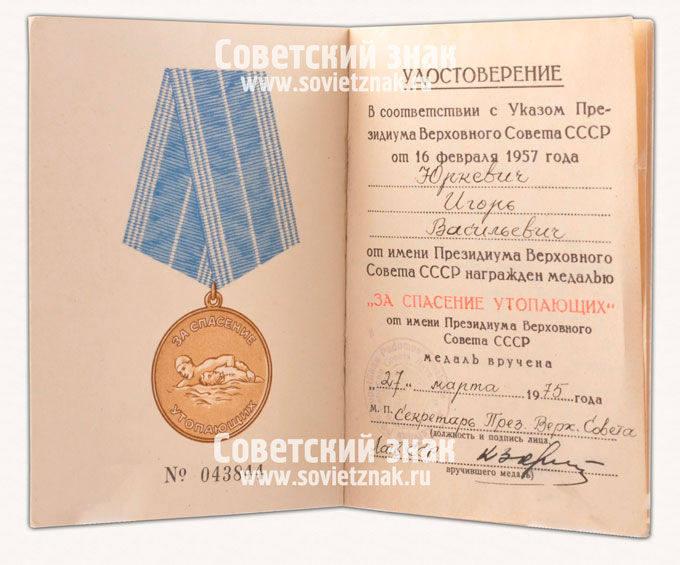 Советский знак
www.sovietznak.ru
ЗА СПАСЕНИЕ
УТОПАЮЩИХ
№ 043844
УДОСТОВЕРЕНИЕ
В соответствии с Указом Пре-
зидиума Верховного Совета СССР
от 16 февраля 1957 года
Юркевич
Игорь
Васильевич
от имени Президиума Верховного
Совета СССР награжден медалью
„ЗА СПАСЕНИЕ УТОПАЮЩИХ“
от имени Президиума Верховного
Совета СССР
медаль вручена
„27“ марта 1975 года
М. П. Секретарь През. Верх. Совета
(должность и подпись лица,
вручившего медаль)
Советский знак
www.sovietznak.ru